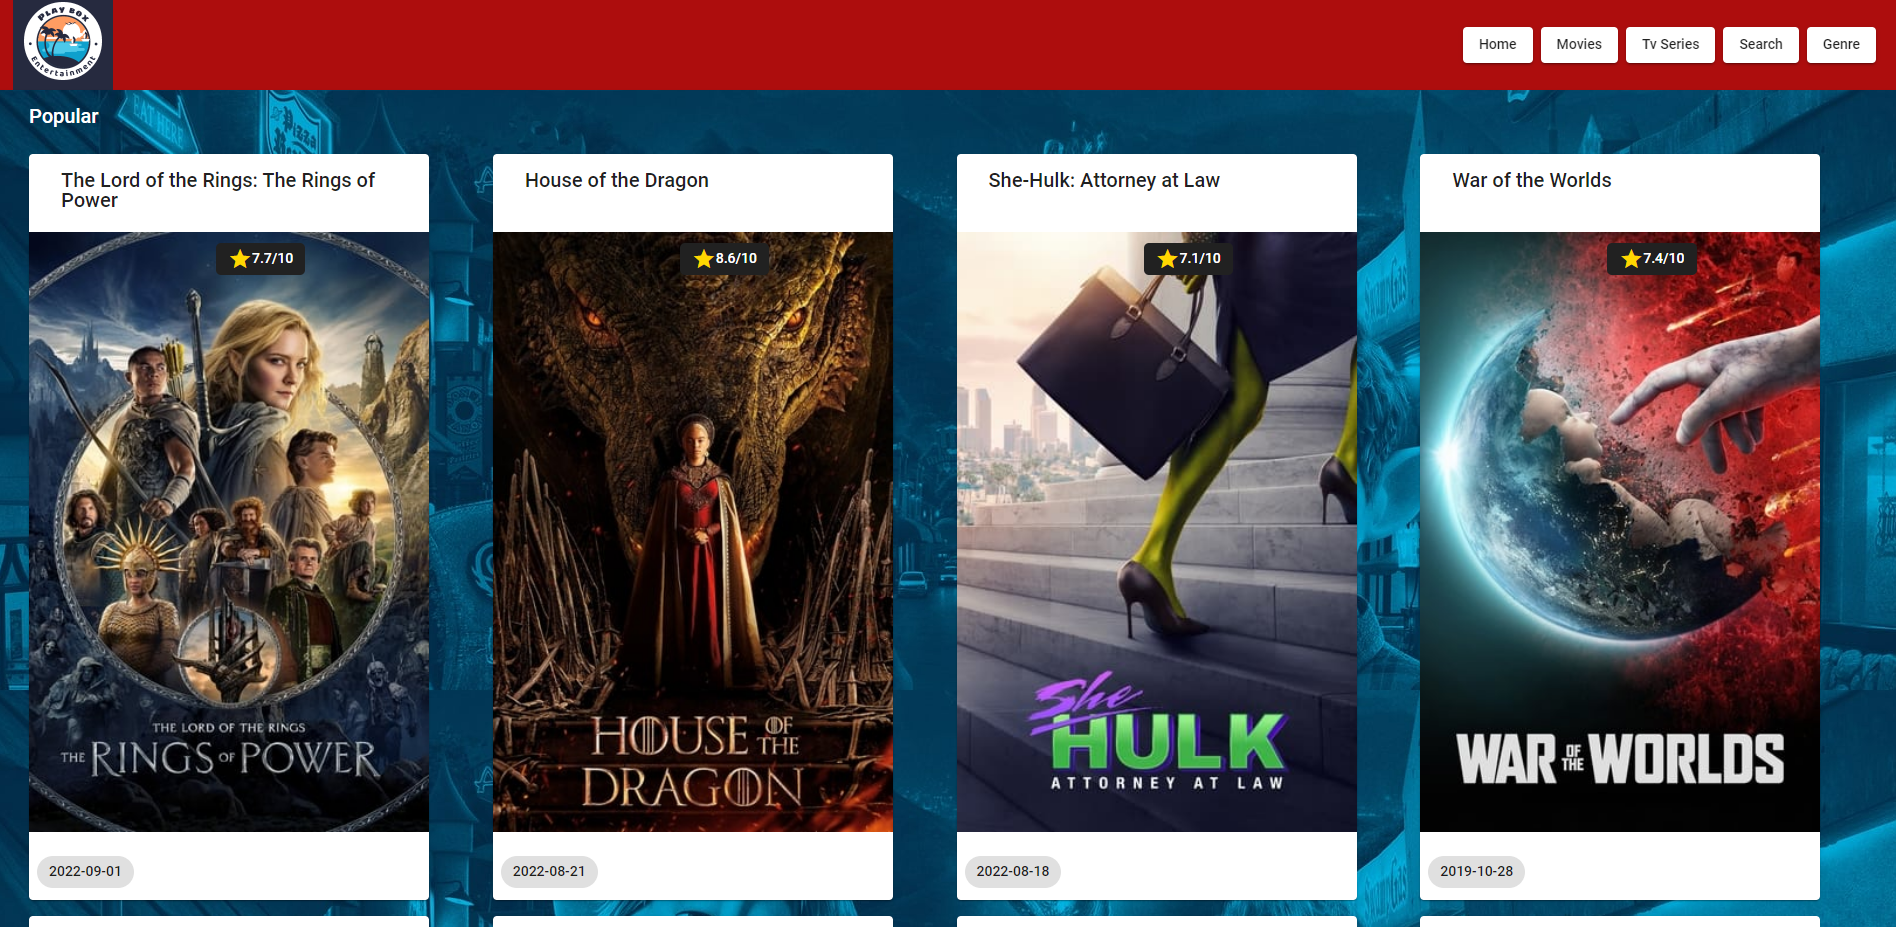 PLAY BOX
Entertainment
Home
Movies
Tv Series
Search
Genre
Popular
EAT HERE
Pizza
The Lord of the Rings: The Rings of
Power
7.7/10
THE LORD OF THE RINGS
THE RINGS OF POWER
2022-09-01
House of the Dragon
8.6/10
HOUSE OF THE
DRAGON
2022-08-21
She-Hulk: Attorney at Law
7.1/10
She
HULK
ATTORNEY AT LAW
2022-08-18
War of the Worlds
7.4/10
WAR OF THE WORLDS
2019-10-28